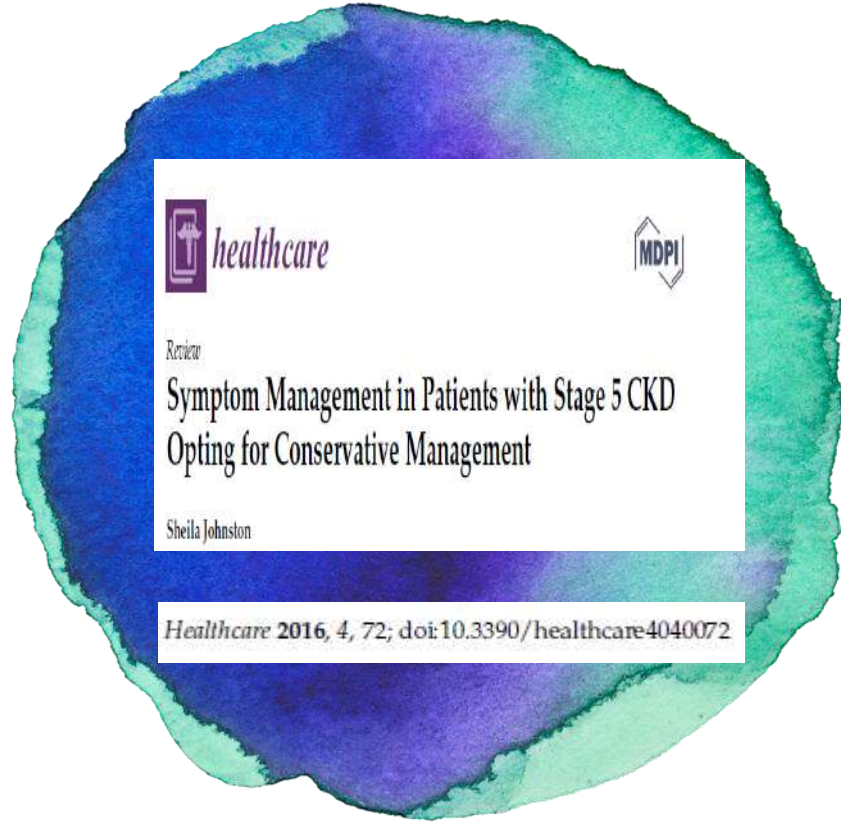 healthcare
MDPI
Review
Symptom Management in Patients with Stage 5 CKD
Opting for Conservative Management
Sheila Johnston
Healthcare 2016, 4, 72; doi:10.3390/healthcare4040072